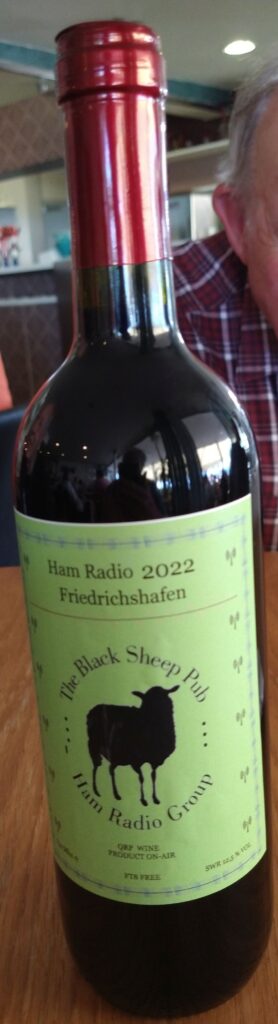 Ham Radio 2022
Friedrichshafen
The Black Sheep Pub
Ham Radio Group
QRP WINE
PRODUCT ON-AIR
SWR 12,5 % VOL
FT8 FREE